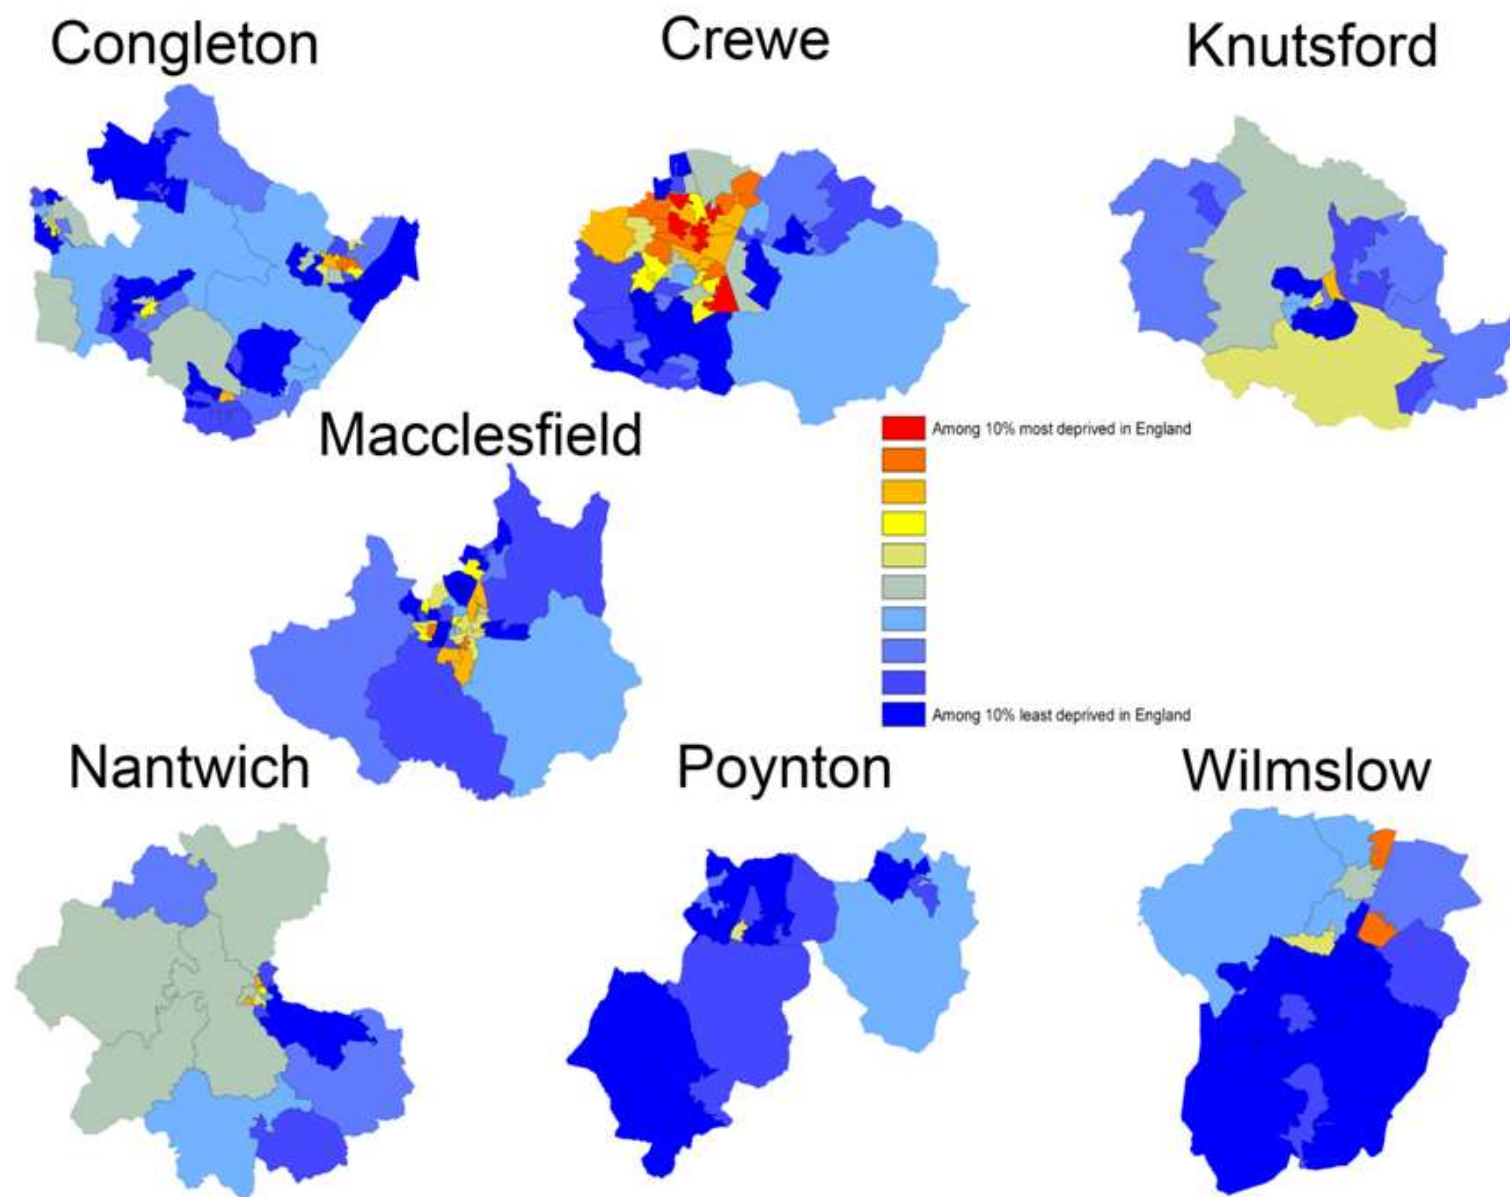 Congleton
Crewe
Knutsford
Macclesfield
Among 10% most deprived in England
Among 10% least deprived in England
Nantwich
Poynton
Wilmslow